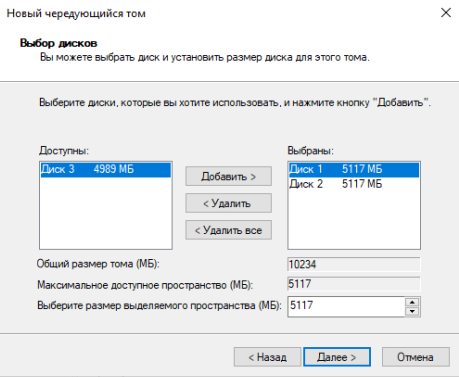 Новый чередующийся том
Выбор дисков
Вы можете выбрать диск и установить размер диска для этого тома.
Выберите диски, которые вы хотите использовать, и нажмите кнопку "Добавить".
Доступны:
Выбраны:
Диск 3 4989 МБ
Диск 1 5117 МБ
Диск 2 5117 МБ
Добавить >
< Удалить
< Удалить все
Общий размер тома (МБ): 10234
Максимальное доступное пространство (МБ): 5117
Выберите размер выделяемого пространства (МБ): 5117
< Назад Далее > Отмена